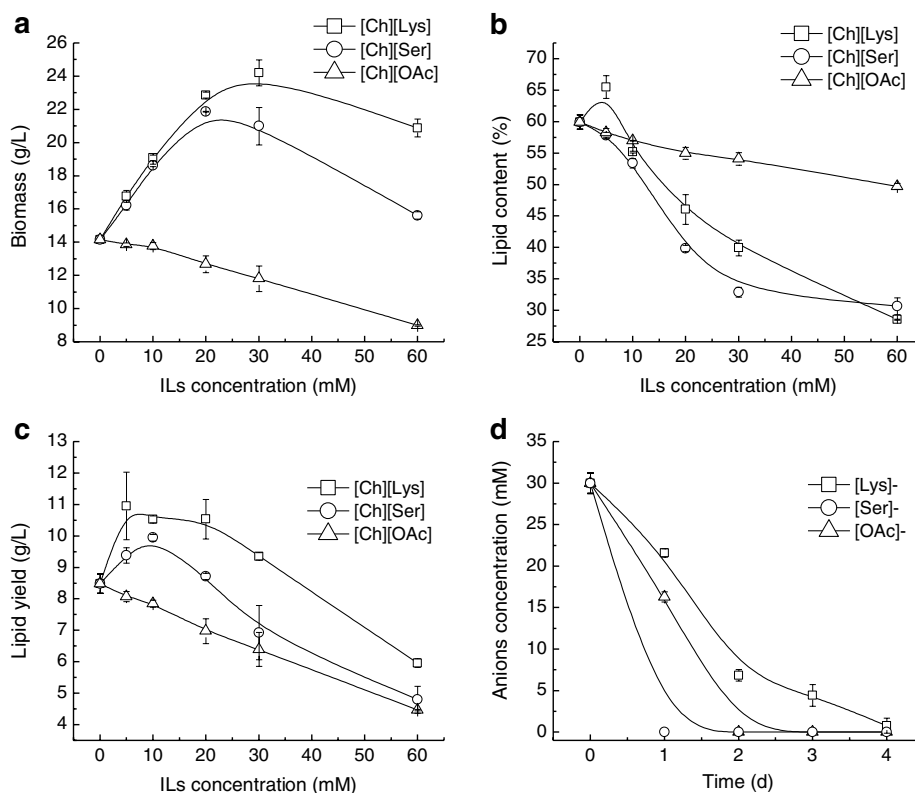 a
[Ch][Lys]
[Ch][Ser]
[Ch][OAc]
26
24
22
20
18
16
14
12
10
8
Biomass (g/L)
0 10 20 30 40 50 60
ILs concentration (mM)
b
[Ch][Lys]
[Ch][Ser]
[Ch][OAc]
75
70
65
60
55
50
45
40
35
30
25
Lipid content (%)
0 10 20 30 40 50 60
ILs concentration (mM)
c
[Ch][Lys]
[Ch][Ser]
[Ch][OAc]
13
12
11
10
9
8
7
6
5
4
Lipid yield (g/L)
0 10 20 30 40 50 60
ILs concentration (mM)
d
[Lys]-
[Ser]-
[OAc]-
35
30
25
20
15
10
5
0
Anions concentration (mM)
0 1 2 3 4
Time (d)